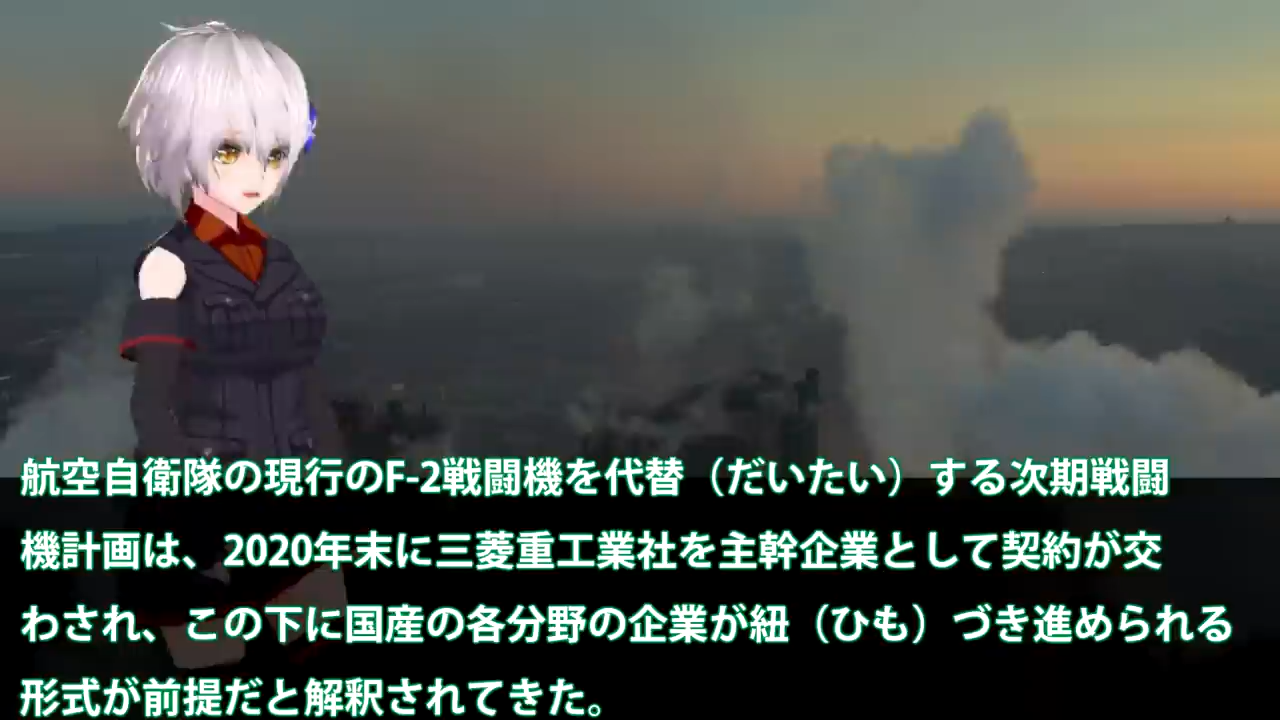 航空自衛隊の現行のF-2戦闘機を代替（だいたい）する次期戦闘
機計画は、2020年末に三菱重工業社を主幹企業として契約が交
わされ、この下に国産の各分野の企業が紐（ひも）づき進められる
形式が前提だと解釈されてきた。